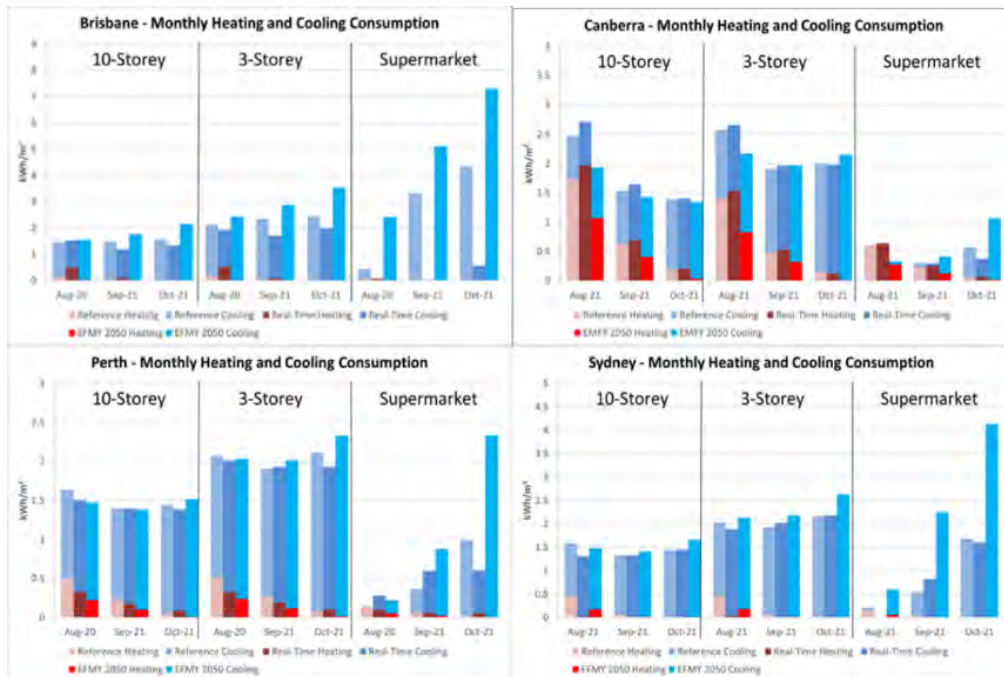 Brisbane - Monthly Heating and Cooling Consumption
10-Storey 3-Storey Supermarket
kWh/m²
9
8
7
6
5
4
3
2
1
0
Aug-20 Sep-21 Oct-21 Aug-20 Sep-21 Oct-21 Aug-20 Sep-21 Oct-21
Reference Heating Reference Cooling Real-Time Heating Real-Time Cooling
EFMY 2050 Heating EFMY 2050 Cooling
Canberra - Monthly Heating and Cooling Consumption
10-Storey 3-Storey Supermarket
kWh/m²
3.5
3
2.5
2
1.5
1
0.5
0
Aug-21 Sep-21 Oct-21 Aug-21 Sep-21 Oct-21 Aug-21 Sep-21 Oct-21
Reference Heating Reference Cooling Real-Time Heating Real-Time Cooling
EMFY 2050 Heating EFMY 2050 Cooling
Perth - Monthly Heating and Cooling Consumption
10-Storey 3-Storey Supermarket
kWh/m²
3
2.5
2
1.5
1
0.5
0
Aug-20 Sep-21 Oct-21 Aug-20 Sep-21 Oct-21 Aug-20 Sep-21 Oct-21
Reference Heating Reference Cooling Real-Time Heating Real-Time Cooling
EFMY 2050 Heating EFMY 2050 Cooling
Sydney - Monthly Heating and Cooling Consumption
10-Storey 3-Storey Supermarket
kWh/m²
5
4.5
4
3.5
3
2.5
2
1.5
1
0.5
0
Aug-21 Sep-21 Oct-21 Aug-21 Sep-21 Oct-21 Aug-21 Sep-21 Oct-21
Reference Heating Reference Cooling Real-Time Heating Real-Time Cooling
EFMY 2050 Heating EFMY 2050 Cooling